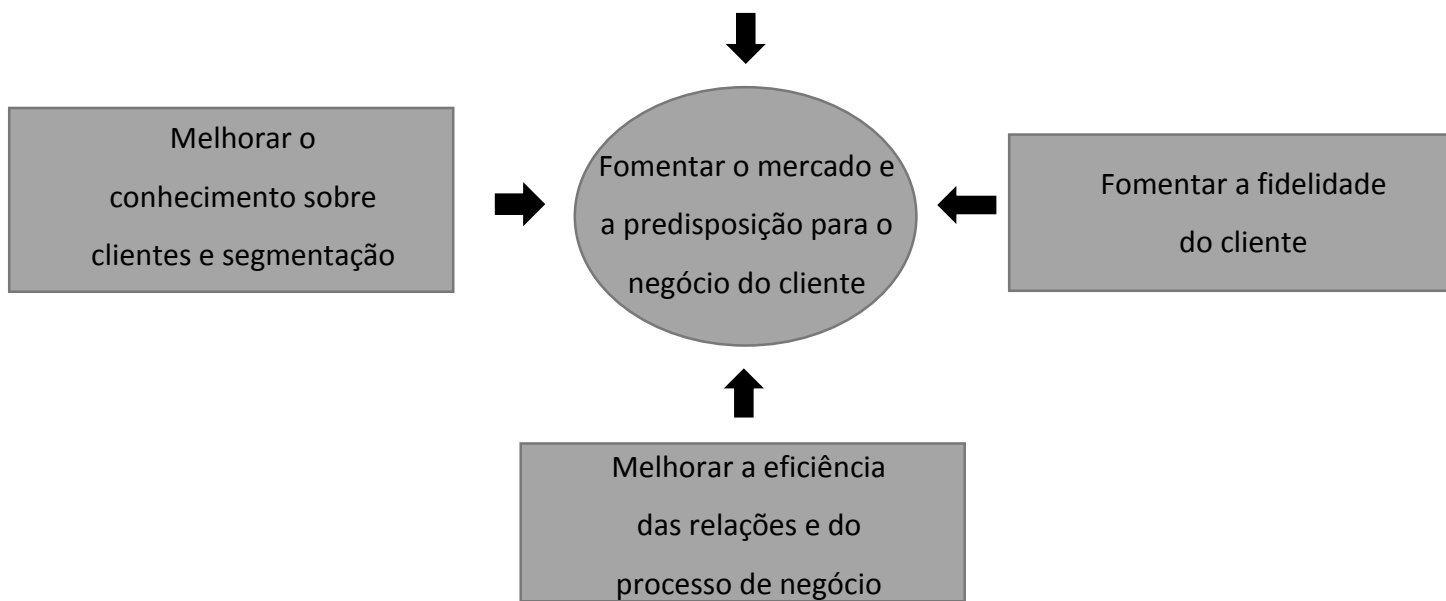 Melhorar o
conhecimento sobre
clientes e segmentação
Fomentar o mercado e
a predisposição para o
negócio do cliente
Fomentar a fidelidade
do cliente
Melhorar a eficiência
das relações e do
processo de negócio